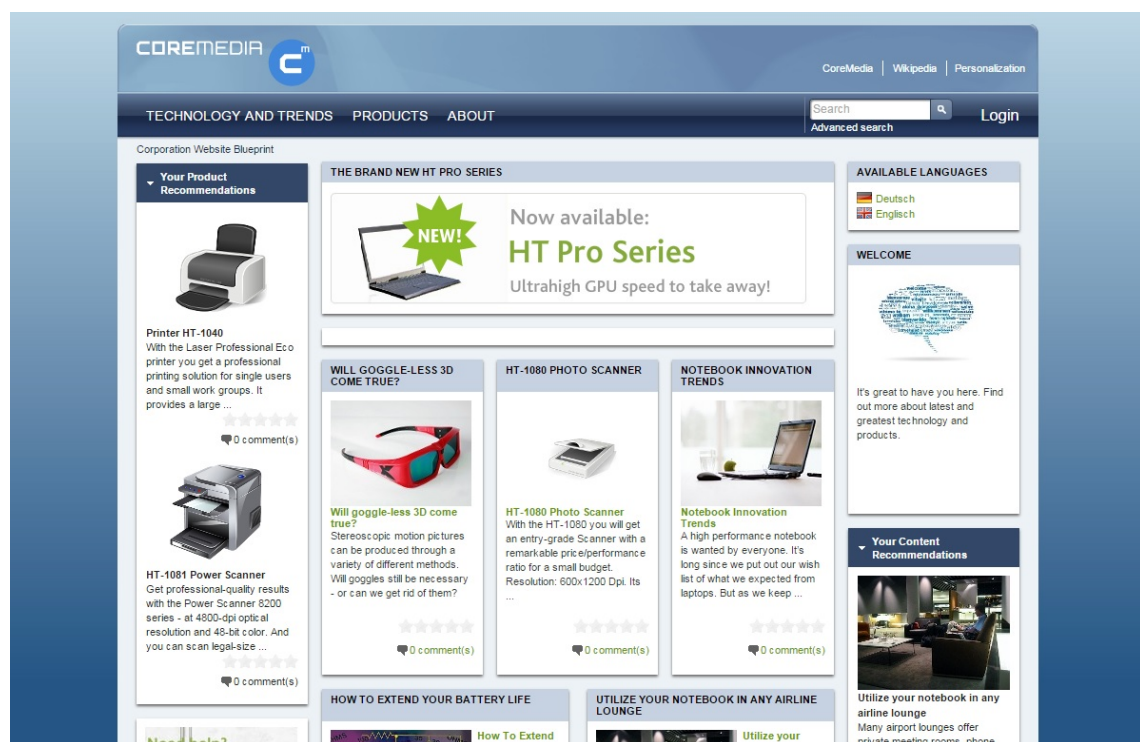 COREMEDIA
CoreMedia | Wikipedia | Personalization
TECHNOLOGY AND TRENDS PRODUCTS ABOUT
Search
Advanced search
Login
Corporation Website Blueprint
Your Product
Recommendations
Printer HT-1040
With the Laser Professional Eco
printer you get a professional
printing solution for single users
and small work groups. It
provides a large ...
0 comment(s)
HT-1081 Power Scanner
Get professional-quality results
with the Power Scanner 8200
series - at 4800-dpi optical
resolution and 48-bit color. And
you can scan legal-size ...
0 comment(s)
Need help?
THE BRAND NEW HT PRO SERIES
NEW!
Now available:
HT Pro Series
Ultrahigh GPU speed to take away!
WILL GOGGLE-LESS 3D
COME TRUE?
Will goggle-less 3D come
true?
Stereoscopic motion pictures
can be produced through a
variety of different methods.
Will goggles still be necessary
- or can we get rid of them?
0 comment(s)
HT-1080 PHOTO SCANNER
HT-1080 Photo Scanner
With the HT-1080 you will get
an entry-grade Scanner with a
remarkable price/performance
ratio for a small budget.
Resolution: 600x1200 Dpi. Its
...
0 comment(s)
NOTEBOOK INNOVATION
TRENDS
Notebook Innovation
Trends
A high performance notebook
is wanted by everyone. It's
long since we put out our wish
list of what we expected from
laptops. But as we keep ...
0 comment(s)
HOW TO EXTEND YOUR BATTERY LIFE
How To Extend
UTILIZE YOUR NOTEBOOK IN ANY AIRLINE
LOUNGE
Utilize your
AVAILABLE LANGUAGES
Deutsch
Englisch
WELCOME
It's great to have you here. Find
out more about latest and
greatest technology and
products.
Your Content
Recommendations
Utilize your notebook in any
airline lounge
Many airport lounges offer
private meeting rooms, phone